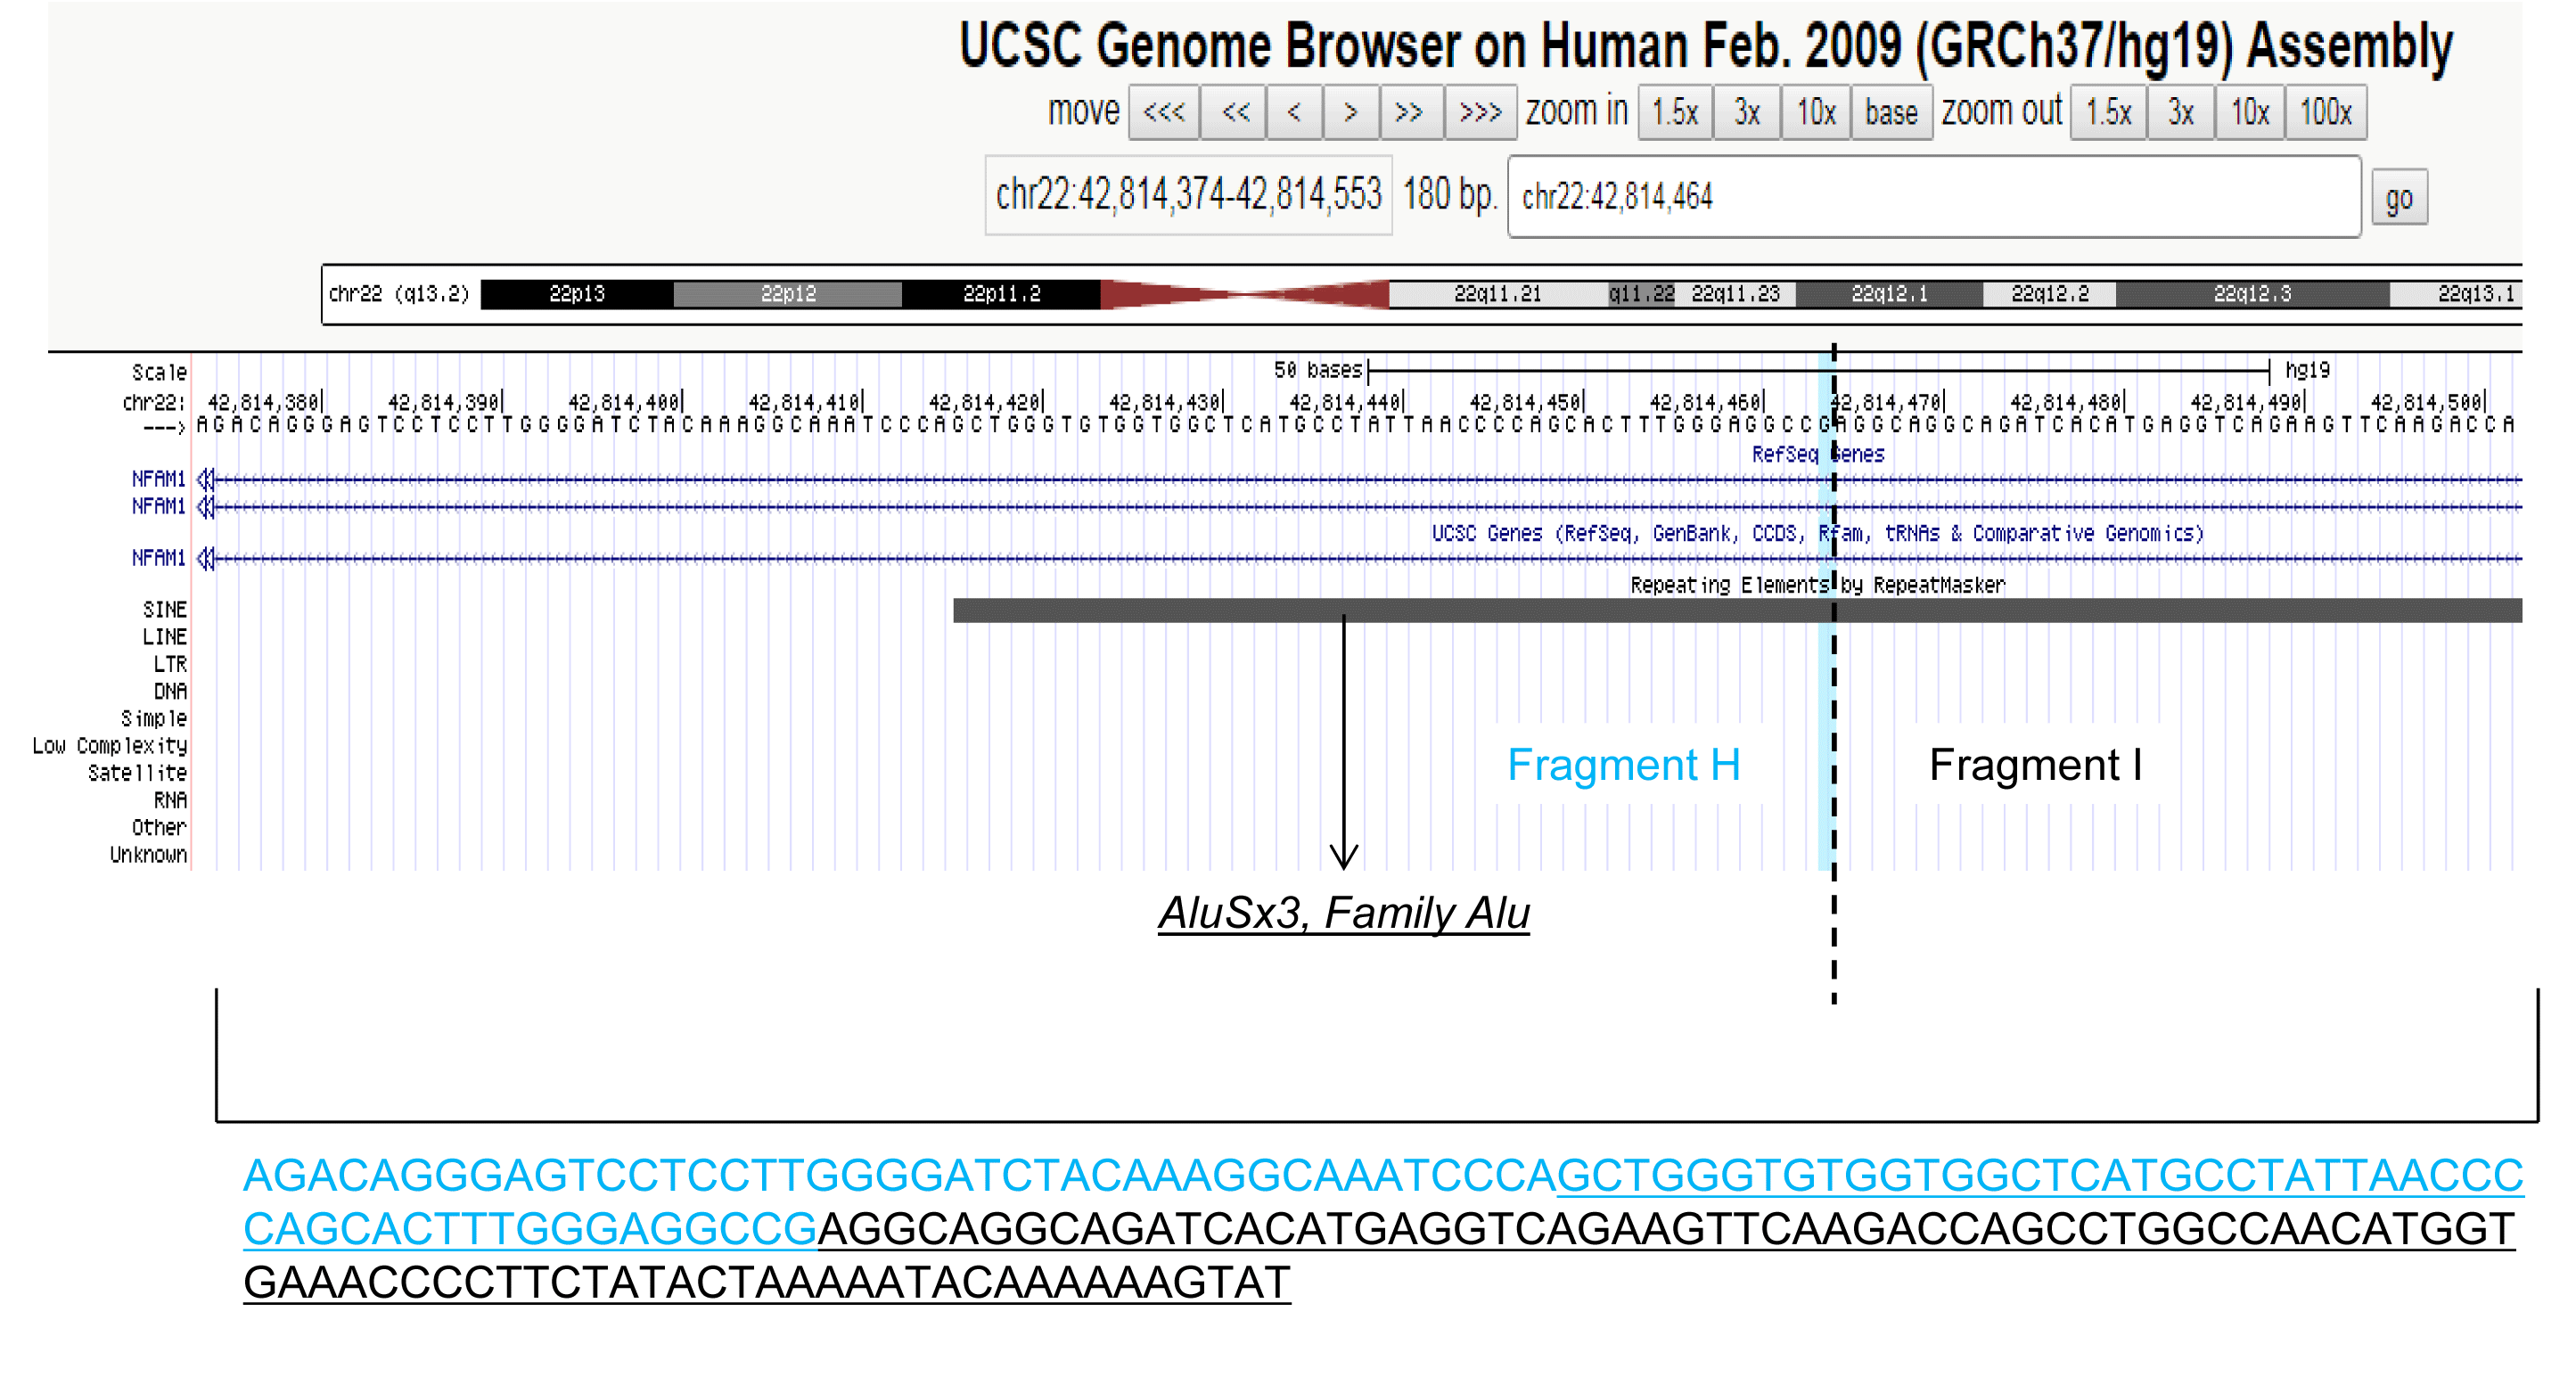 UCSC Genome Browser on Human Feb. 2009 (GRCh37/hg19) Assembly
move <<< << < > >> >>> zoom in 1.5x 3x 10x base zoom out 1.5x 3x 10x 100x
chr22:42,814,374-42,814,553 180 bp. chr22:42,814,464 go
chr22 (q13.2) 22p13 22p12 22p11.2 22q11.21 q11.22 22q11.23 22q12.1 22q12.2 22q12.3 22q13.1
Scale 50 bases hg19
chr22: 42,814,380 42,814,390 42,814,400 42,814,410 42,814,420 42,814,430 42,814,440 42,814,450 42,814,460 42,814,470 42,814,480 42,814,490 42,814,500
---> AGACAGGGAGTCCTCCTTGGGGATCTACAAAGGCAAATCCCAGCTGGGTGTGGTGGCTCATGCCTATTAACCCCAGCACTTTGGGAGGCCGAGGCAGGCAGATCACATGAGGTCAGAAGTTCAAGACCA
RefSeq Genes
NFAM1
NFAM1
UCSC Genes (RefSeq, GenBank, CCDS, Rfam, tRNAs & Comparative Genomics)
NFAM1
Repeating Elements by RepeatMasker
SINE
LINE
LTR
DNA
Simple
Low Complexity
Satellite
RNA
Other
Unknown
Fragment H Fragment I
AluSx3, Family Alu
AGACAGGGAGTCCTCCTTGGGGATCTACAAAGGCAAATCCCAGCTGGGTGTGGTGGCTCATGCCTATTAACCC
CAGCACTTTGGGAGGCCGAGGCAGGCAGATCACATGAGGTCAGAAGTTCAAGACCAGCCTGGCCAACATGGT
GAAACCCCTTCTATACTAAAAATACAAAAAAGTAT